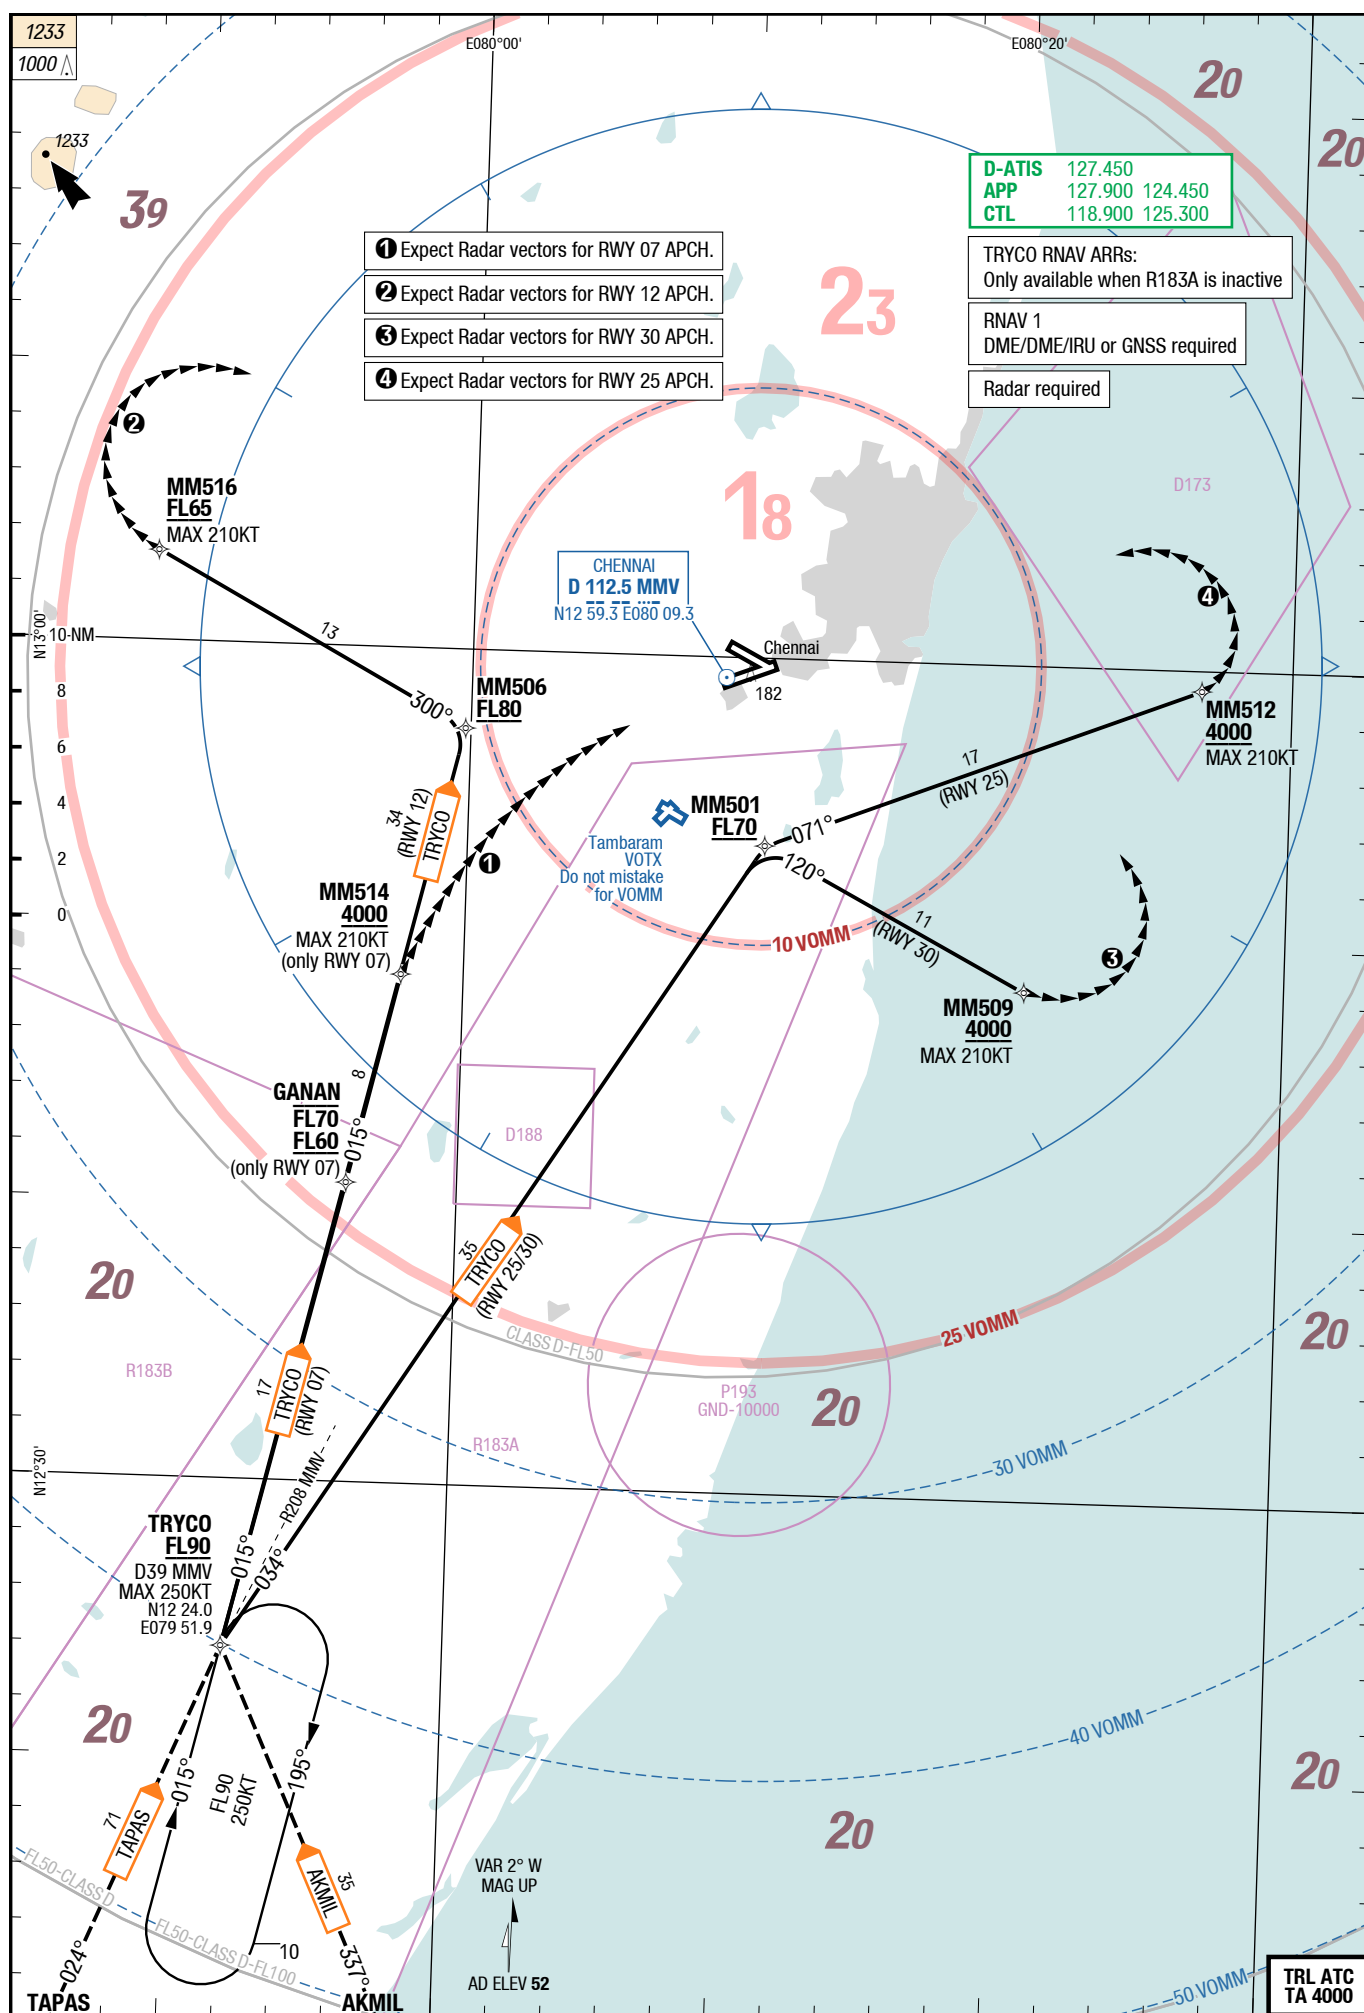 1233
1000
E080°00'
E080°20'
20
20
1233
39
D-ATIS 127.450
APP 127.900 124.450
CTL 118.900 125.300
❶ Expect Radar vectors for RWY 07 APCH.
❷ Expect Radar vectors for RWY 12 APCH.
❸ Expect Radar vectors for RWY 30 APCH.
❹ Expect Radar vectors for RWY 25 APCH.
TRYCO RNAV ARRs:
Only available when R183A is inactive
RNAV 1
DME/DME/IRU or GNSS required
Radar required
23
❷
MM516
FL65
MAX 210KT
18
D173
CHENNAI
D 112.5 MMV
N12 59.3 E080 09.3
❹
N13°00'
10-NM
8
6
4
2
0
13
300°
MM506
FL80
Chennai
182
MM512
4000
MAX 210KT
17
(RWY 25)
34
(RWY 12)
TRYCO
❶
Tambaram
VOTX
Do not mistake
for VOMM
MM501
FL70
071°
120°
11
(RWY 30)
MM514
4000
MAX 210KT
(only RWY 07)
10 VOMM
❸
MM509
4000
MAX 210KT
8
GANAN
FL70
FL60
(only RWY 07)
015°
D188
20
35
TRYCO
(RWY 25/30)
CLASS D-FL50
25 VOMM
20
R183B
17
TRYCO
(RWY 07)
P193
GND-10000
20
R183A
30 VOMM
N12°30'
R208 MMV
TRYCO
FL90
D39 MMV
MAX 250KT
N12 24.0
E079 51.9
015°
034°
20
40 VOMM
20
015°
FL90
250KT
195°
71
TAPAS
20
35
AKMIL
VAR 2° W
MAG UP
FL50-CLASS D
FL50-CLASS D-FL100
10
024°
337°
TAPAS
AKMIL
AD ELEV 52
50 VOMM
TRL ATC
TA 4000